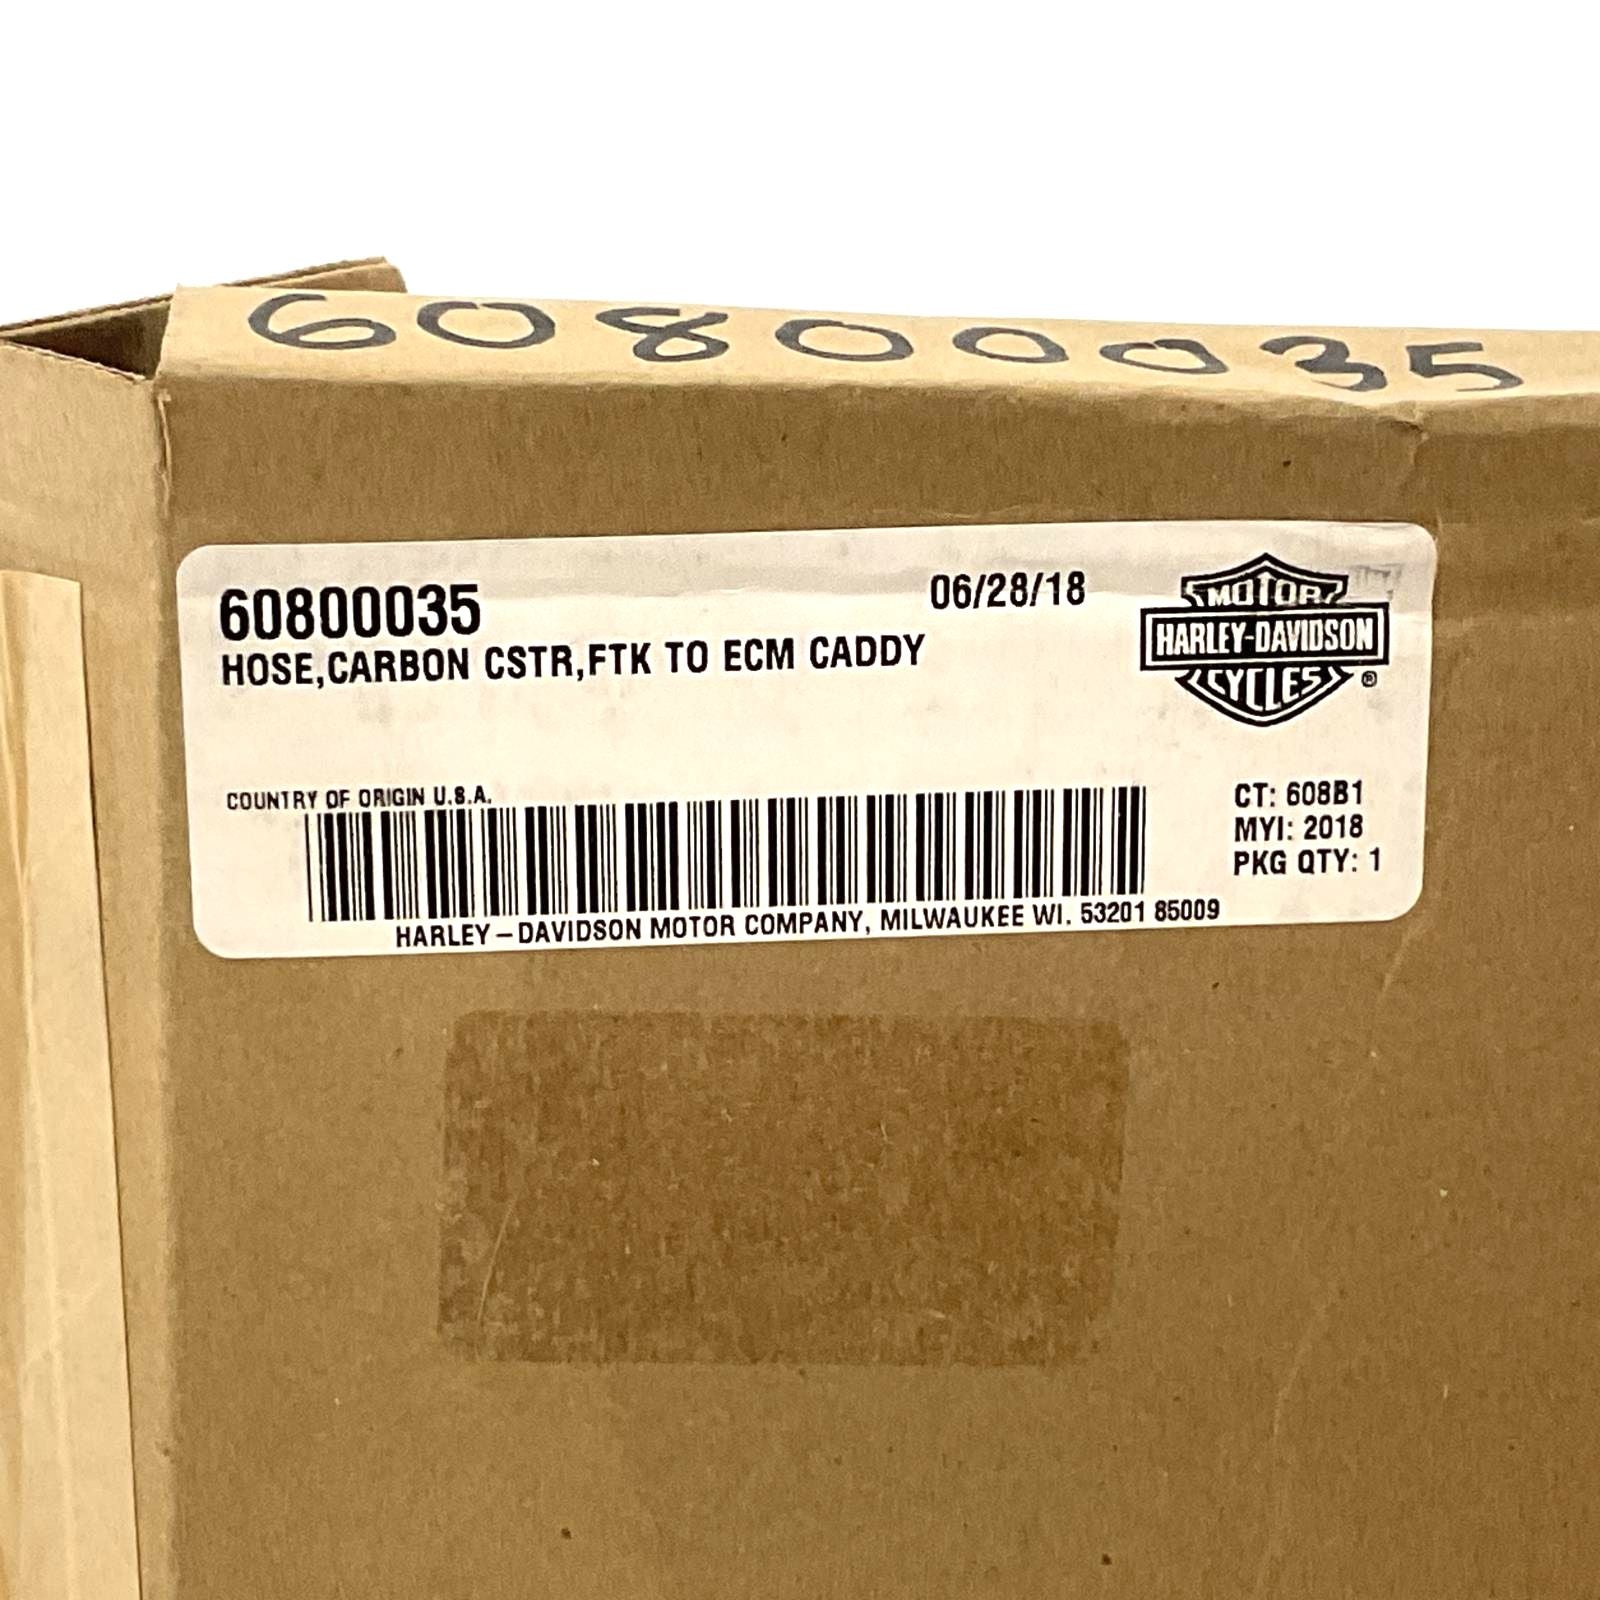 60800035
60800035
06/28/18
HOSE,CARBON CSTR,FTK TO ECM CADDY
MOTOR
HARLEY-DAVIDSON
CYCLES ®
COUNTRY OF ORIGIN U.S.A.
CT: 608B1
MYI: 2018
PKG QTY: 1
HARLEY-DAVIDSON MOTOR COMPANY, MILWAUKEE WI. 53201 85009